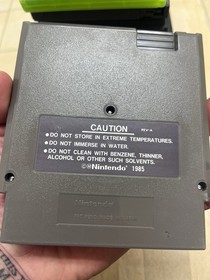 CAUTION REV-A
• DO NOT STORE IN EXTREME TEMPERATURES.
• DO NOT IMMERSE IN WATER.
• DO NOT CLEAN WITH BENZENE, THINNER,
ALCOHOL OR OTHER SUCH SOLVENTS.
©® Nintendo® 1985
Nintendo